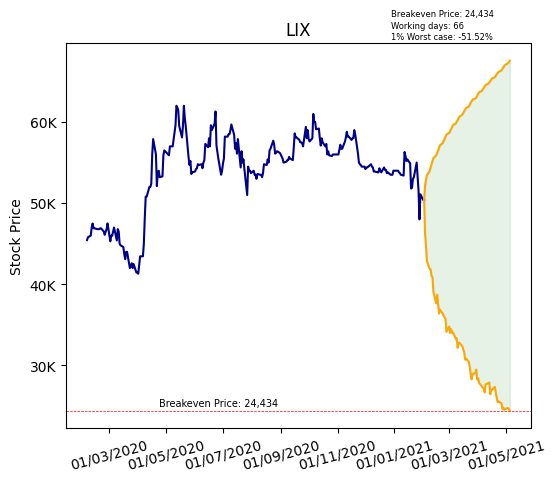 Breakeven Price: 24,434
Working days: 66
1% Worst case: -51.52%
LIX
Stock Price
60K
50K
40K
30K
Breakeven Price: 24,434
01/03/2020
01/05/2020
01/07/2020
01/09/2020
01/11/2020
01/01/2021
01/03/2021
01/05/2021